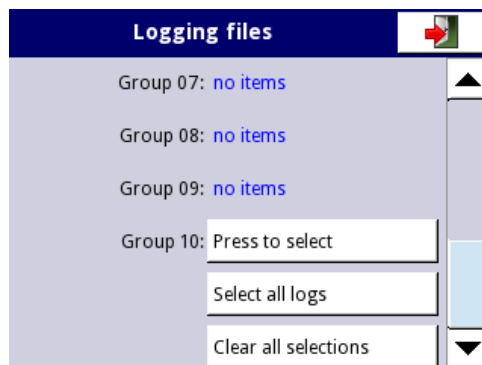 Logging files
Group 07: no items
Group 08: no items
Group 09: no items
Group 10: Press to select
Select all logs
Clear all selections